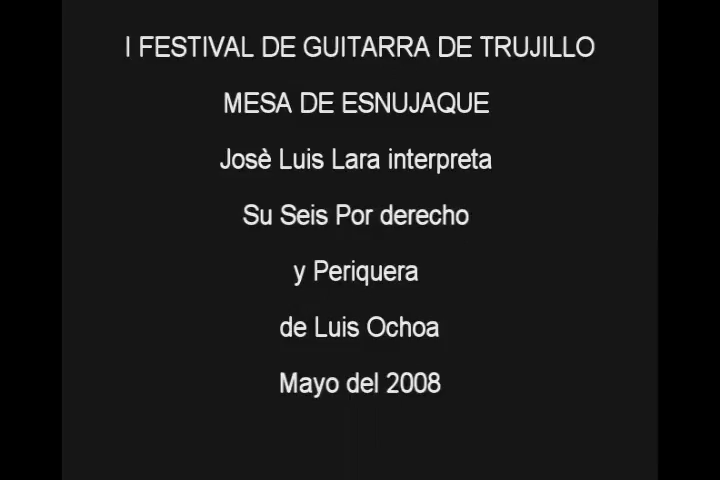 I FESTIVAL DE GUITARRA DE TRUJILLO
MESA DE ESNUJAQUE
Josè Luis Lara interpreta
Su Seis Por derecho
y Periquera
de Luis Ochoa
Mayo del 2008